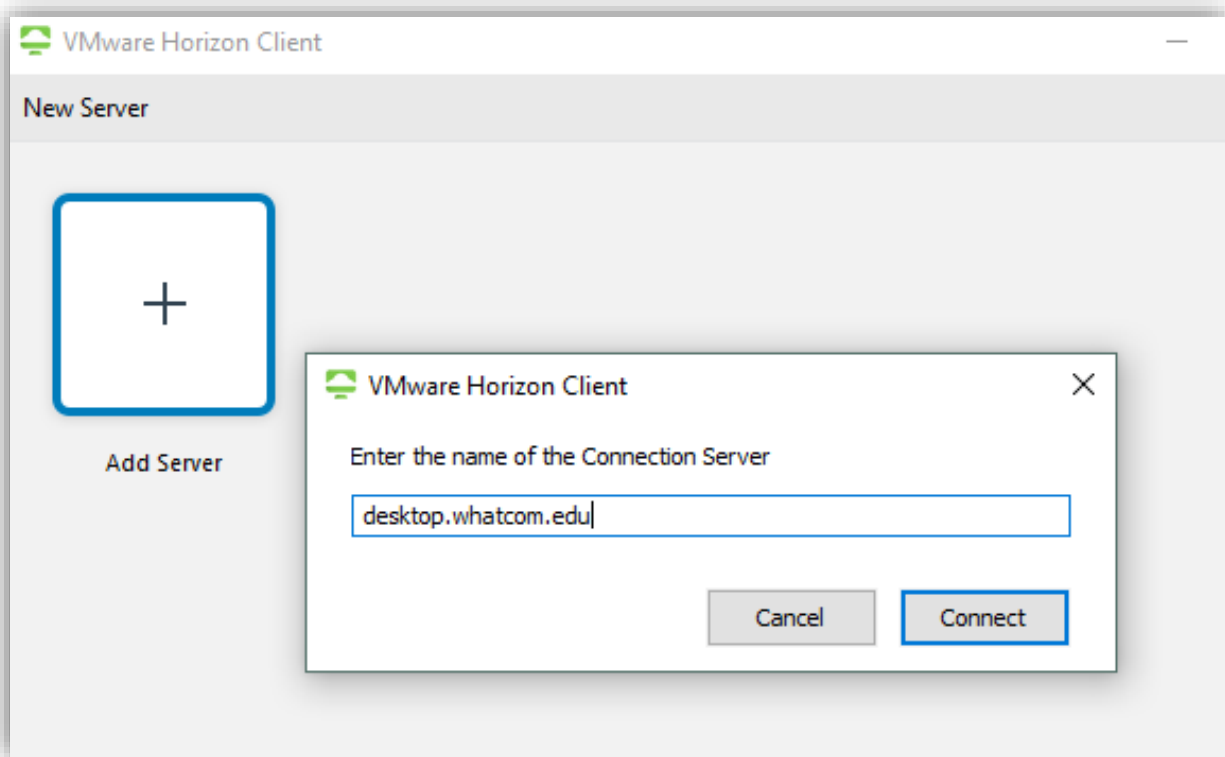 VMware Horizon Client
New Server
Add Server
VMware Horizon Client
Enter the name of the Connection Server
desktop.whatcom.edu
Cancel Connect